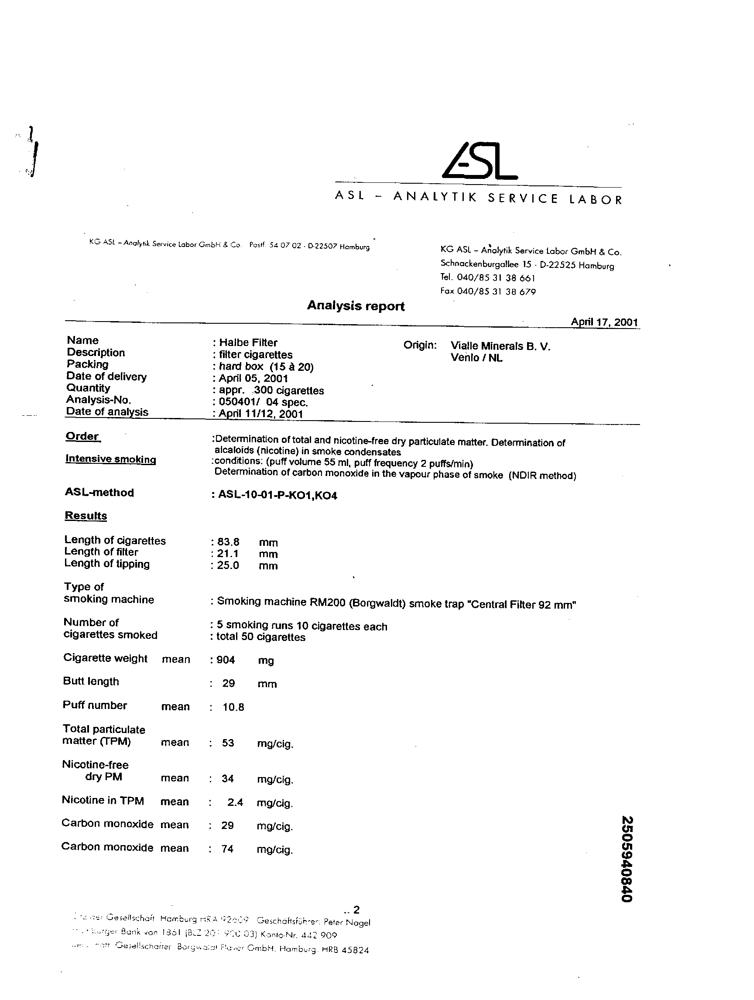 ASL
ASL – ANALYTIK SERVICE LABOR
KG ASL – Analytik Service Labor GmbH & Co. Postf. 54 07 02 - D-22507 Hamburg
KG ASL – Analytik Service Labor GmbH & Co.
Schnackenburgallee 15 - D-22525 Hamburg
Tel. 040/85 31 38 661
Fax 040/85 31 38 679
Analysis report
April 17, 2001
Name : Halbe Filter Origin: Vialle Minerals B. V.
Description : filter cigarettes Venlo / NL
Packing : hard box (15 à 20)
Date of delivery : April 05, 2001
Quantity : appr. 300 cigarettes
Analysis-No. : 050401/ 04 spec.
Date of analysis : April 11/12, 2001
Order :Determination of total and nicotine-free dry particulate matter. Determination of
alcaloids (nicotine) in smoke condensates
Intensive smoking :conditions: (puff volume 55 ml, puff frequency 2 puffs/min)
Determination of carbon monoxide in the vapour phase of smoke (NDIR method)
ASL-method : ASL-10-01-P-KO1,KO4
Results
Length of cigarettes : 83.8 mm
Length of filter : 21.1 mm
Length of tipping : 25.0 mm
Type of
smoking machine : Smoking machine RM200 (Borgwaldt) smoke trap "Central Filter 92 mm"
Number of : 5 smoking runs 10 cigarettes each
cigarettes smoked : total 50 cigarettes
Cigarette weight mean : 904 mg
Butt length : 29 mm
Puff number mean : 10.8
Total particulate
matter (TPM) mean : 53 mg/cig.
Nicotine-free
dry PM mean : 34 mg/cig.
Nicotine in TPM mean : 2.4 mg/cig.
Carbon monoxide mean : 29 mg/cig.
Carbon monoxide mean : 74 mg/cig.
2505940840
.. 2
Gesellschaft Hamburg HRA Geschäftsführer: Peter Nagel
Bank von 1861 (BLZ 201 900 03) Konto-Nr. 442 909
Gesellschafter: Borgwaldt Flavor GmbH, Hamburg, HRB 45824